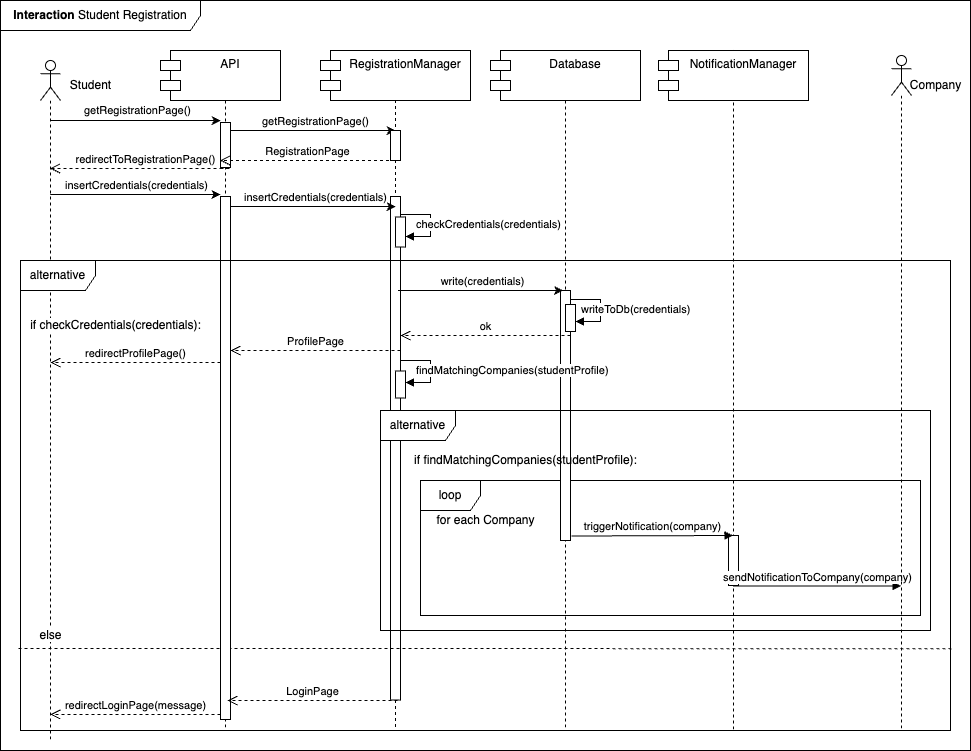 Interaction Student Registration
Student
API
RegistrationManager
Database
NotificationManager
Company
getRegistrationPage()
getRegistrationPage()
RegistrationPage
redirectToRegistrationPage()
insertCredentials(credentials)
insertCredentials(credentials)
checkCredentials(credentials)
alternative
write(credentials)
writeToDb(credentials)
if checkCredentials(credentials):
ok
ProfilePage
redirectProfilePage()
findMatchingCompanies(studentProfile)
alternative
if findMatchingCompanies(studentProfile):
loop
for each Company
triggerNotification(company)
sendNotificationToCompany(company)
else
LoginPage
redirectLoginPage(message)